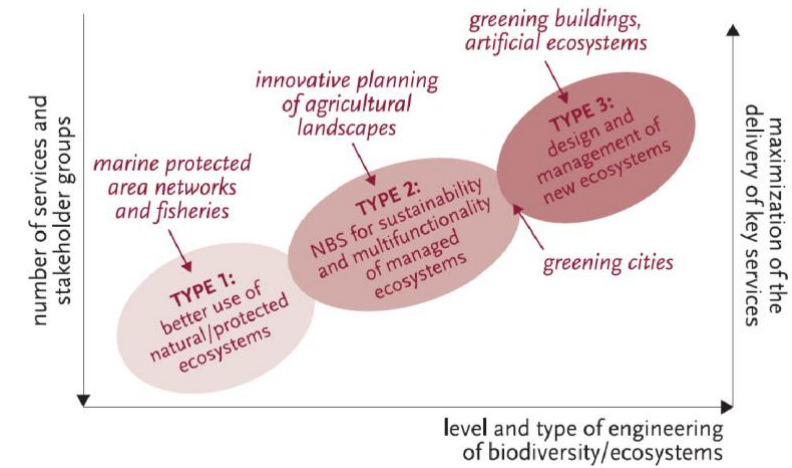 greening buildings,
artificial ecosystems
innovative planning
of agricultural
landscapes
marine protected
area networks
and fisheries
TYPE 1:
better use of
natural/protected
ecosystems
TYPE 2:
NBS for sustainability
and multifunctionality
of managed
ecosystems
TYPE 3:
design and
management of
new ecosystems
greening cities
number of services and
stakeholder groups
maximization of the
delivery of key services
level and type of engineering
of biodiversity/ecosystems